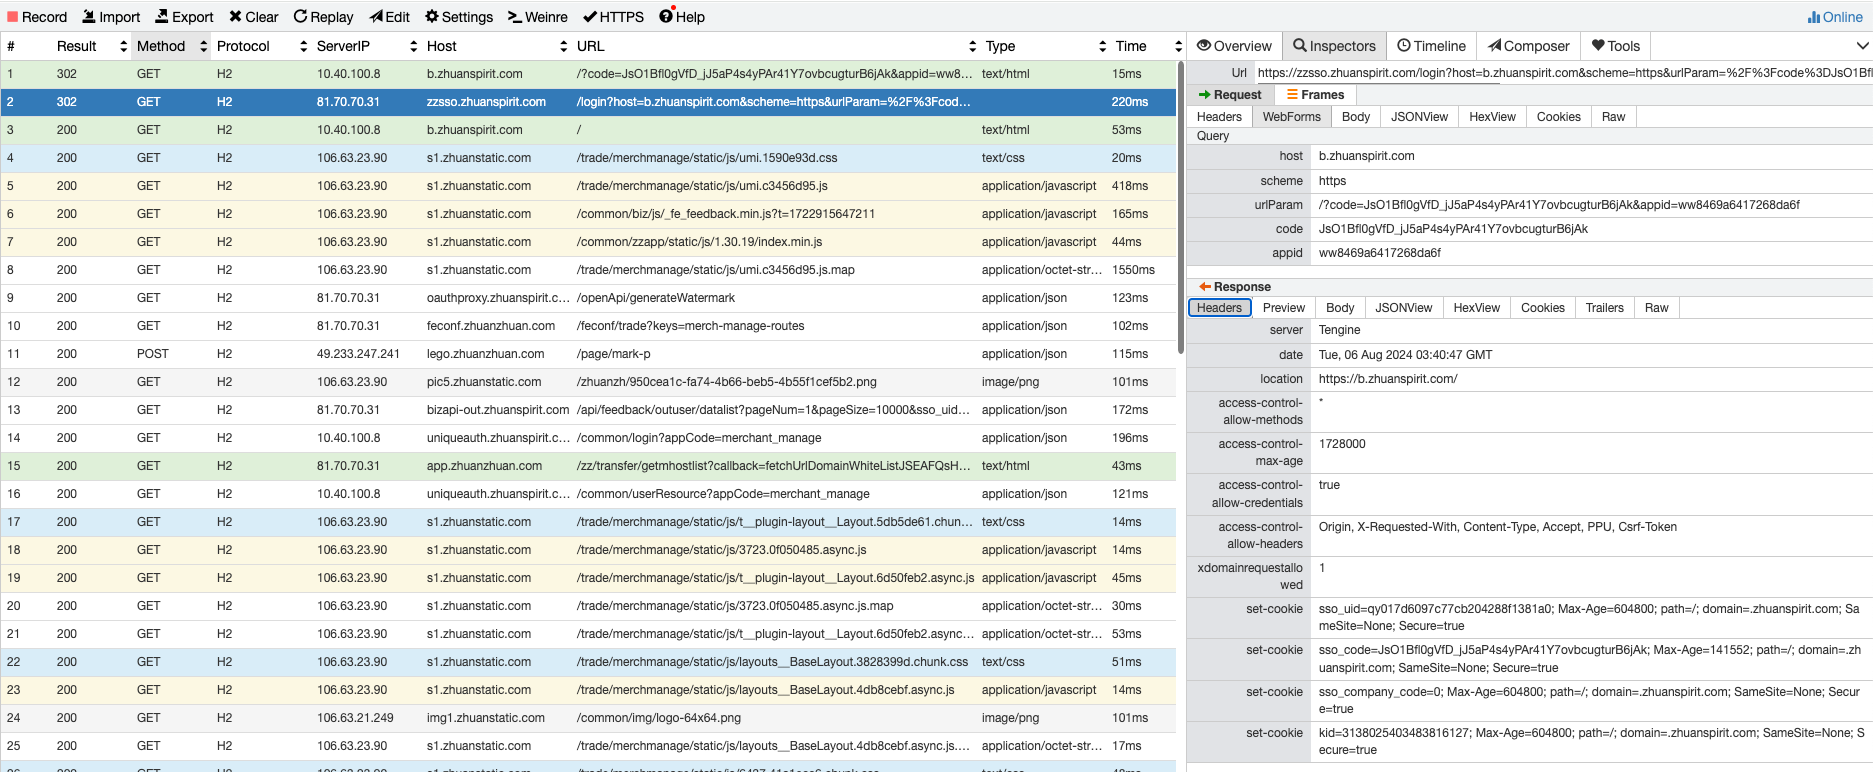 Record Import Export Clear Replay Edit Settings Weinre HTTPS Help Online
# Result Method Protocol ServerIP Host URL Type Time
1 302 GET H2 10.40.100.8 b.zhuanspirit.com /?code=JsO1Bfl0gVfD_jJ5aP4s4yPAr41Y7ovbcugturB6jAk&appid=ww8... text/html 15ms
2 302 GET H2 81.70.70.31 zzsso.zhuanspirit.com /login?host=b.zhuanspirit.com&scheme=https&urlParam=%2F%3Fcod... 220ms
3 200 GET H2 10.40.100.8 b.zhuanspirit.com / text/html 53ms
4 200 GET H2 106.63.23.90 s1.zhuanstatic.com /trade/merchmanage/static/js/umi.1590e93d.css text/css 20ms
5 200 GET H2 106.63.23.90 s1.zhuanstatic.com /trade/merchmanage/static/js/umi.c3456d95.js application/javascript 418ms
6 200 GET H2 106.63.23.90 s1.zhuanstatic.com /common/biz/js/_fe_feedback.min.js?t=1722915647211 application/javascript 165ms
7 200 GET H2 106.63.23.90 s1.zhuanstatic.com /common/zzapp/static/js/1.30.19/index.min.js application/javascript 44ms
8 200 GET H2 106.63.23.90 s1.zhuanstatic.com /trade/merchmanage/static/js/umi.c3456d95.js.map application/octet-str... 1550ms
9 200 GET H2 81.70.70.31 oauthproxy.zhuanspirit.c... /openApi/generateWatermark application/json 123ms
10 200 GET H2 81.70.70.31 feconf.zhuanzhuan.com /feconf/trade?keys=merch-manage-routes application/json 102ms
11 200 POST H2 49.233.247.241 lego.zhuanzhuan.com /page/mark-p application/json 115ms
12 200 GET H2 106.63.23.90 pic5.zhuanstatic.com /zhuanzh/950cea1c-fa74-4b66-beb5-4b55f1cef5b2.png image/png 101ms
13 200 GET H2 81.70.70.31 bizapi-out.zhuanspirit.com /api/feedback/outuser/datalist?pageNum=1&pageSize=10000&sso_uid... application/json 172ms
14 200 GET H2 10.40.100.8 uniqueauth.zhuanspirit.c... /common/login?appCode=merchant_manage application/json 196ms
15 200 GET H2 81.70.70.31 app.zhuanzhuan.com /zz/transfer/getmhostlist?callback=fetchUrlDomainWhiteListJSEAFQsH... text/html 43ms
16 200 GET H2 10.40.100.8 uniqueauth.zhuanspirit.c... /common/userResource?appCode=merchant_manage application/json 121ms
17 200 GET H2 106.63.23.90 s1.zhuanstatic.com /trade/merchmanage/static/js/t__plugin-layout__Layout.5db5de61.chun... text/css 14ms
18 200 GET H2 106.63.23.90 s1.zhuanstatic.com /trade/merchmanage/static/js/3723.0f050485.async.js application/javascript 14ms
19 200 GET H2 106.63.23.90 s1.zhuanstatic.com /trade/merchmanage/static/js/t__plugin-layout__Layout.6d50feb2.async.js application/javascript 45ms
20 200 GET H2 106.63.23.90 s1.zhuanstatic.com /trade/merchmanage/static/js/3723.0f050485.async.js.map application/octet-str... 30ms
21 200 GET H2 106.63.23.90 s1.zhuanstatic.com /trade/merchmanage/static/js/t__plugin-layout__Layout.6d50feb2.async... application/octet-str... 53ms
22 200 GET H2 106.63.23.90 s1.zhuanstatic.com /trade/merchmanage/static/js/layouts__BaseLayout.3828399d.chunk.css text/css 51ms
23 200 GET H2 106.63.23.90 s1.zhuanstatic.com /trade/merchmanage/static/js/layouts__BaseLayout.4db8cebf.async.js application/javascript 14ms
24 200 GET H2 106.63.21.249 img1.zhuanstatic.com /common/img/logo-64x64.png image/png 101ms
25 200 GET H2 106.63.23.90 s1.zhuanstatic.com /trade/merchmanage/static/js/layouts__BaseLayout.4db8cebf.async.js.... application/octet-str... 17ms
Overview Inspectors Timeline Composer Tools
Url https://zzsso.zhuanspirit.com/login?host=b.zhuanspirit.com&scheme=https&urlParam=%2F%3Fcode%3DJsO1Bfl
Request Frames
Headers WebForms Body JSONView HexView Cookies Raw
Query
host b.zhuanspirit.com
scheme https
urlParam /?code=JsO1Bfl0gVfD_jJ5aP4s4yPAr41Y7ovbcugturB6jAk&appid=ww8469a6417268da6f
code JsO1Bfl0gVfD_jJ5aP4s4yPAr41Y7ovbcugturB6jAk
appid ww8469a6417268da6f
Response
Headers Preview Body JSONView HexView Cookies Trailers Raw
server Tengine
date Tue, 06 Aug 2024 03:40:47 GMT
location https://b.zhuanspirit.com/
access-control- *
allow-methods
access-control- 1728000
max-age
access-control- true
allow-credentials
access-control- Origin, X-Requested-With, Content-Type, Accept, PPU, Csrf-Token
allow-headers
xdomainrequestallo 1
wed
set-cookie sso_uid=qy017d6097c77cb204288f1381a0; Max-Age=604800; path=/; domain=.zhuanspirit.com; Sa
meSite=None; Secure=true
set-cookie sso_code=JsO1Bfl0gVfD_jJ5aP4s4yPAr41Y7ovbcugturB6jAk; Max-Age=141552; path=/; domain=.zh
uanspirit.com; SameSite=None; Secure=true
set-cookie sso_company_code=0; Max-Age=604800; path=/; domain=.zhuanspirit.com; SameSite=None; Secur
e=true
set-cookie kid=3138025403483816127; Max-Age=604800; path=/; domain=.zhuanspirit.com; SameSite=None; S
ecure=true